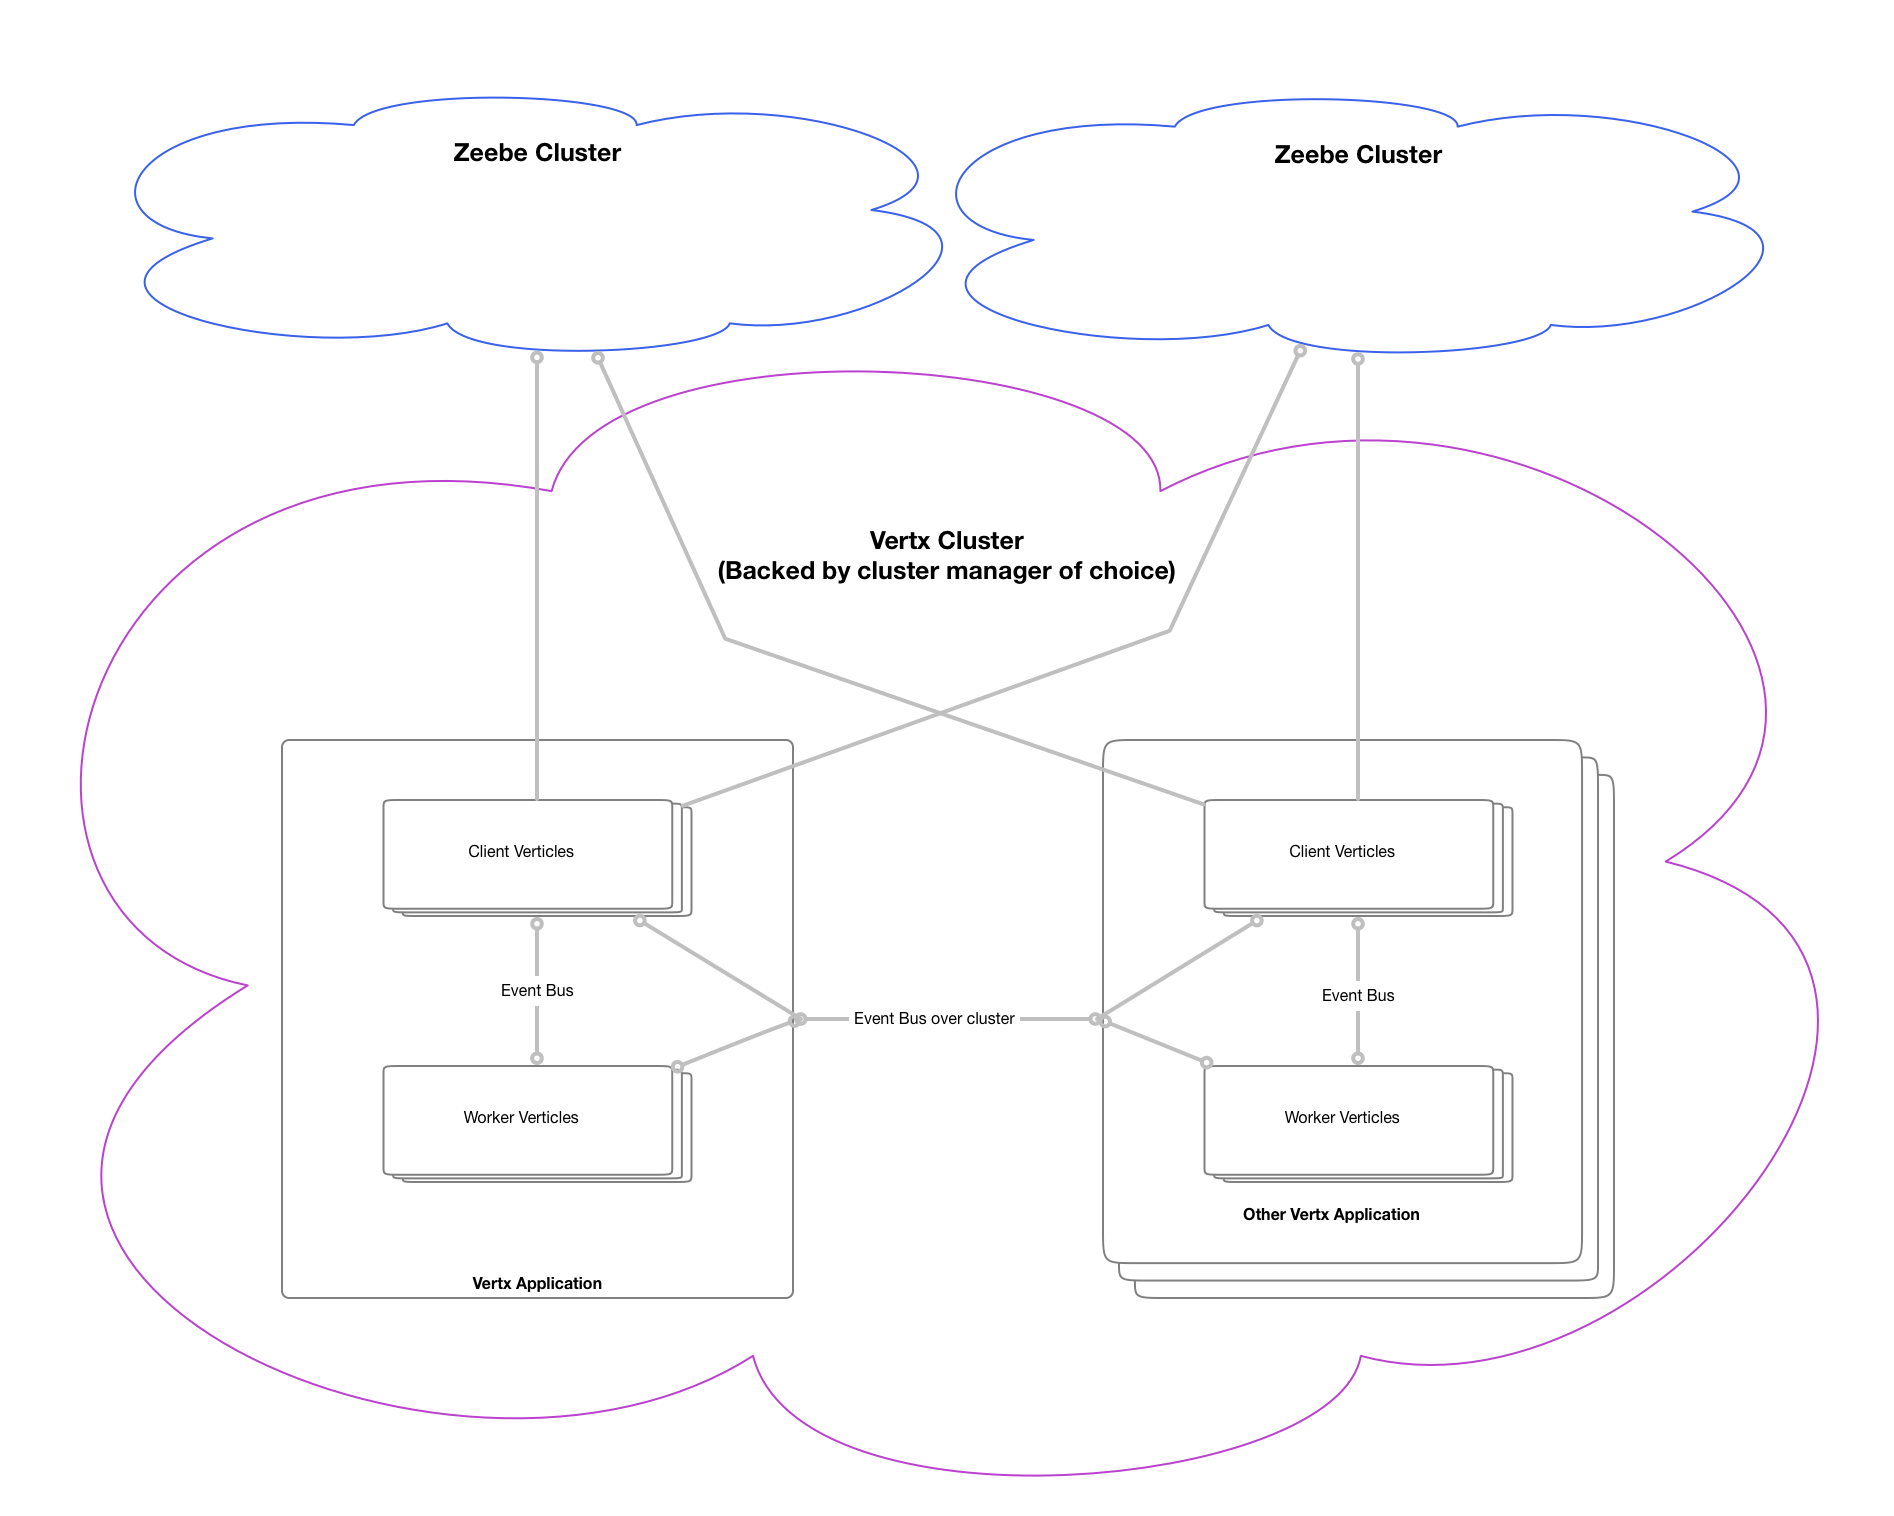 Zeebe Cluster
Zeebe Cluster
Vertx Cluster
(Backed by cluster manager of choice)
Client Verticles
Client Verticles
Event Bus
Event Bus
Event Bus over cluster
Worker Verticles
Worker Verticles
Other Vertx Application
Vertx Application